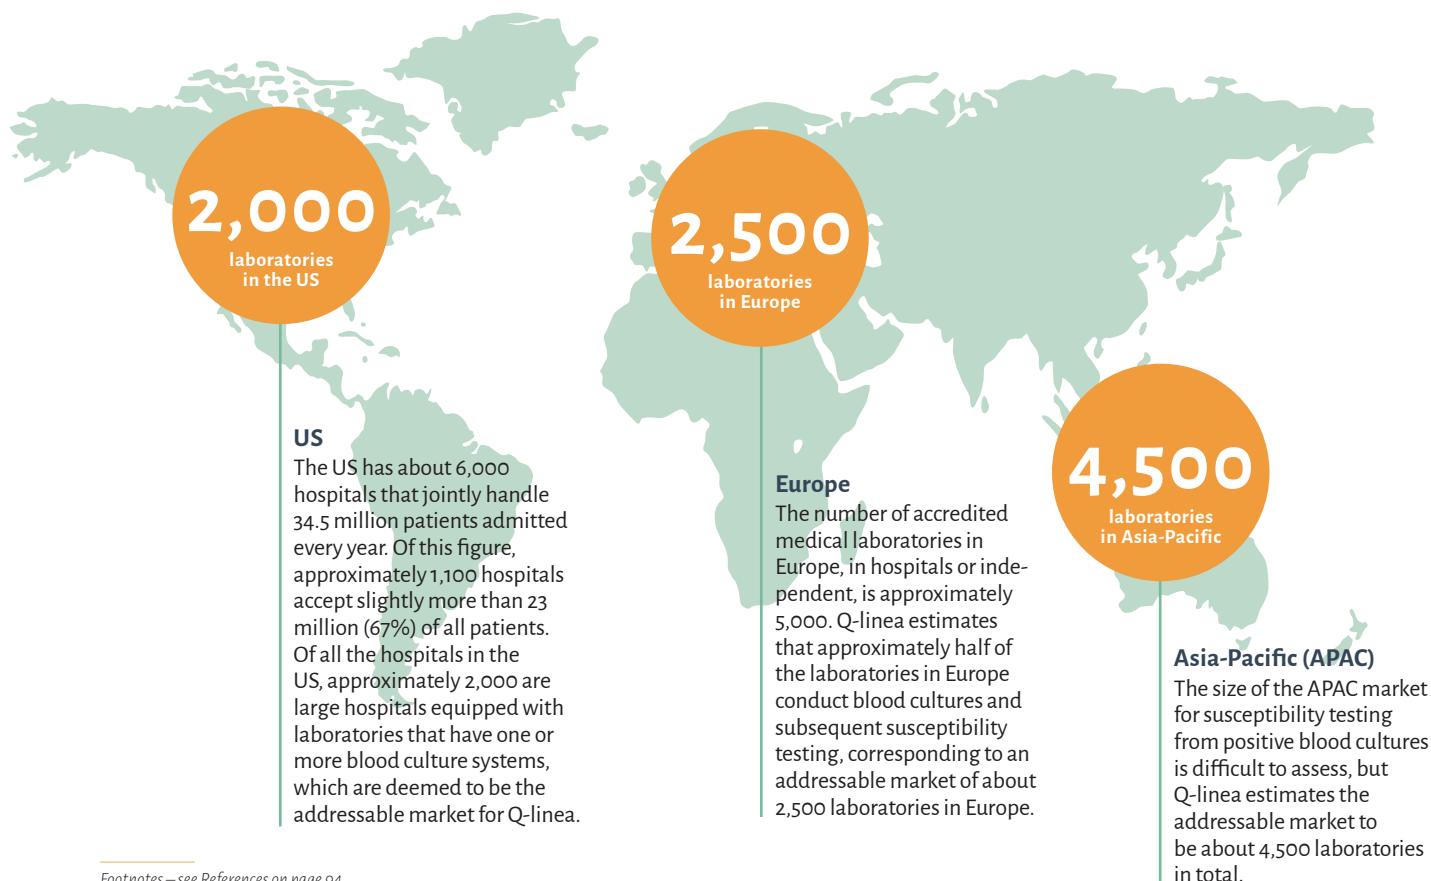 2,000
laboratories
in the US
2,500
laboratories
in Europe
4,500
laboratories
in Asia-Pacific
US
The US has about 6,000
hospitals that jointly handle
34.5 million patients admitted
every year. Of this figure,
approximately 1,100 hospitals
accept slightly more than 23
million (67%) of all patients.
Of all the hospitals in the
US, approximately 2,000 are
large hospitals equipped with
laboratories that have one or
more blood culture systems,
which are deemed to be the
addressable market for Q-linea.
Europe
The number of accredited
medical laboratories in
Europe, in hospitals or inde-
pendent, is approximately
5,000. Q-linea estimates
that approximately half of
the laboratories in Europe
conduct blood cultures and
subsequent susceptibility
testing, corresponding to an
addressable market of about
2,500 laboratories in Europe.
Asia-Pacific (APAC)
The size of the APAC market
for susceptibility testing
from positive blood cultures
is difficult to assess, but
Q-linea estimates the
addressable market to
be about 4,500 laboratories
in total.
Footnotes – see References on page 94